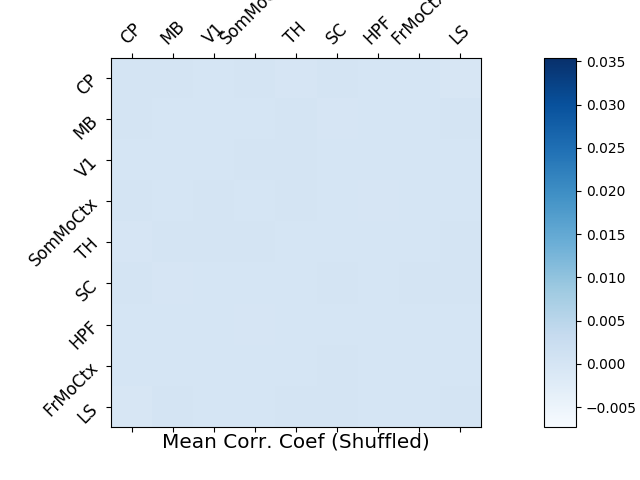 CP MB V1 SomMoCtx TH SC HPF FrMoCtx LS
CP
MB
V1
SomMoCtx
TH
SC
HPF
FrMoCtx
LS
Mean Corr. Coef (Shuffled)
0.035
0.030
0.025
0.020
0.015
0.010
0.005
0.000
−0.005